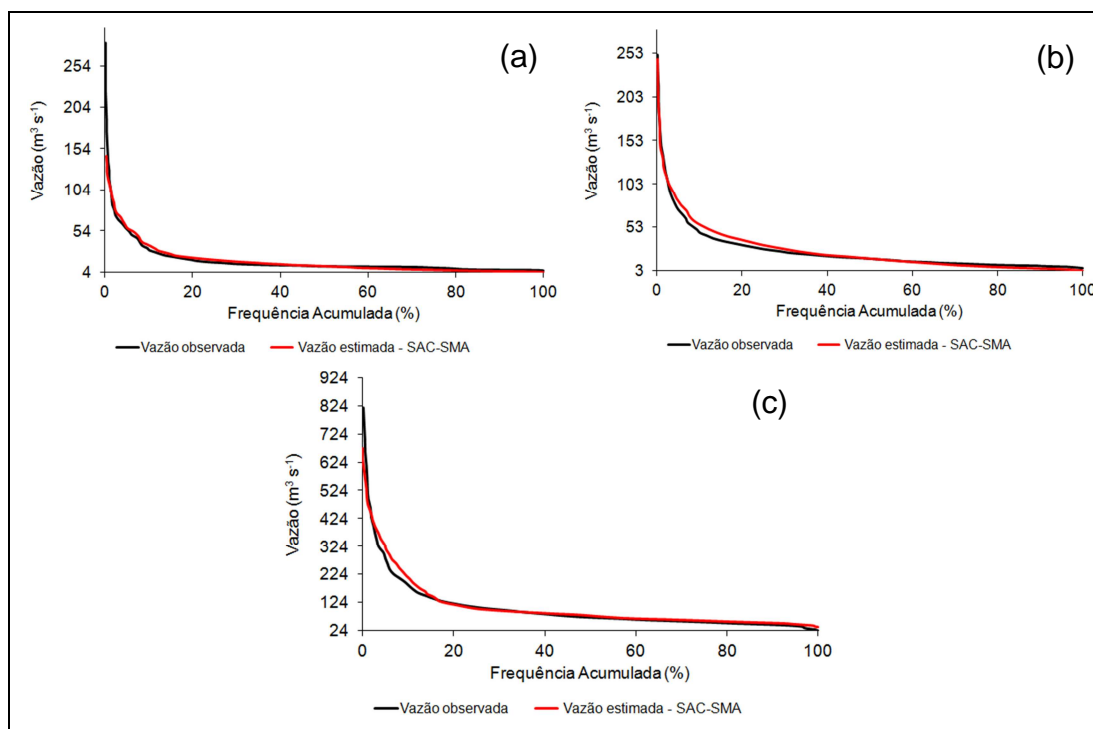 (a)
Vazão (m³ s⁻¹)
254
204
154
104
54
4
0 20 40 60 80 100
Frequência Acumulada (%)
Vazão observada Vazão estimada - SAC-SMA
(b)
Vazão (m³ s⁻¹)
253
203
153
103
53
3
0 20 40 60 80 100
Frequência Acumulada (%)
Vazão observada Vazão estimada - SAC-SMA
(c)
Vazão (m³ s⁻¹)
924
824
724
624
524
424
324
224
124
24
0 20 40 60 80 100
Frequência Acumulada (%)
Vazão observada Vazão estimada - SAC-SMA